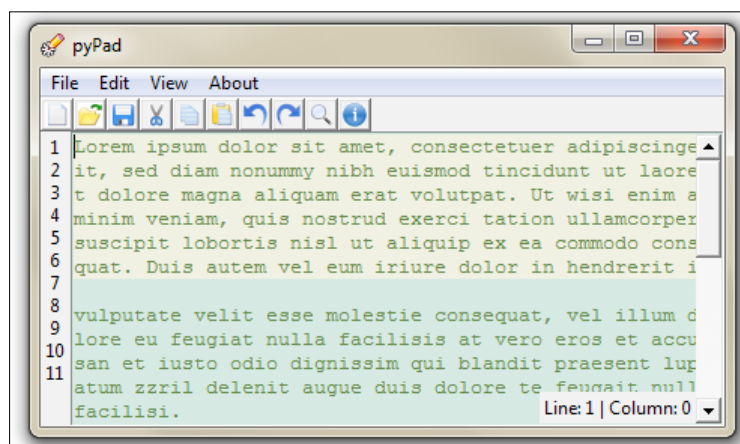 pyPad
File Edit View About
1 Lorem ipsum dolor sit amet, consectetuer adipiscinge
2 it, sed diam nonummy nibh euismod tincidunt ut laore
3 t dolore magna aliquam erat volutpat. Ut wisi enim a
4 minim veniam, quis nostrud exerci tation ullamcorper
5 suscipit lobortis nisl ut aliquip ex ea commodo cons
6 quat. Duis autem vel eum iriure dolor in hendrerit i
7
8 vulputate velit esse molestie consequat, vel illum d
9 lore eu feugiat nulla facilisis at vero eros et accu
10 san et iusto odio dignissim qui blandit praesent lup
11 atum zzril delenit augue duis dolore te feugait null
facilisi.
Line: 1 | Column: 0